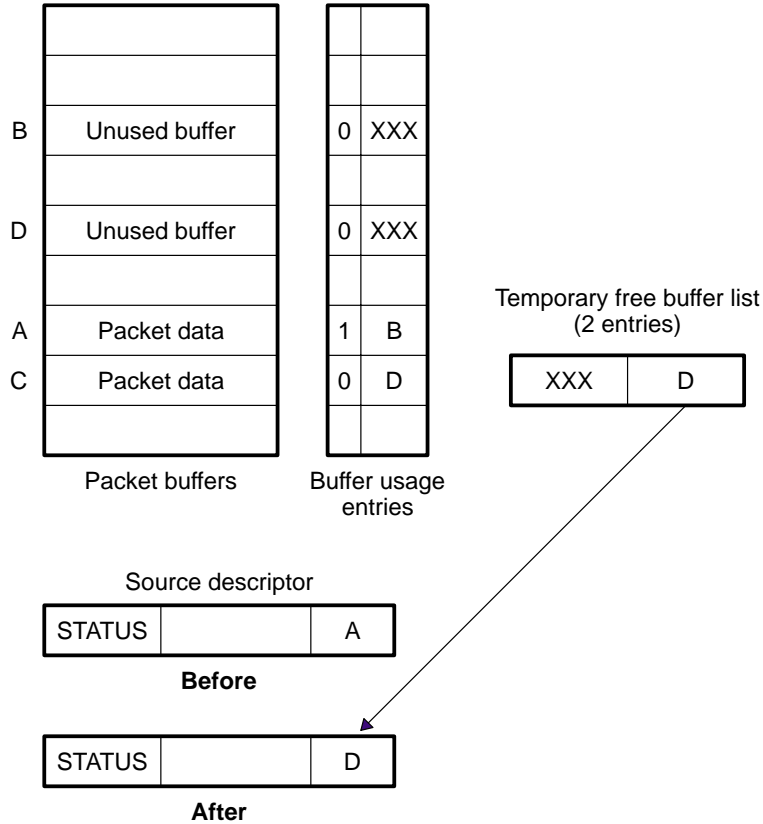 B Unused buffer 0 XXX
D Unused buffer 0 XXX
Temporary free buffer list
(2 entries)
A Packet data 1 B
C Packet data 0 D
XXX D
Packet buffers
Buffer usage
entries
Source descriptor
STATUS A
Before
STATUS D
After